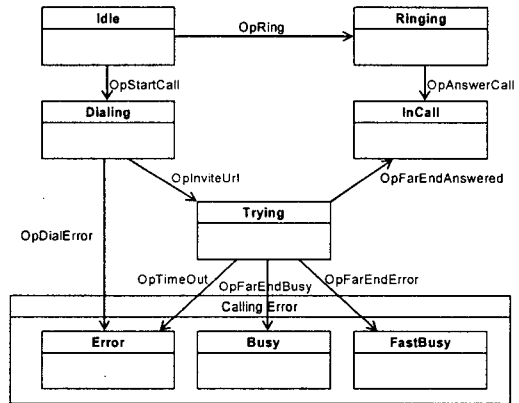 Idle
Ringing
OpRing
OpStartCall
OpAnswerCall
Dialing
InCall
OpInviteUrl
OpFarEndAnswered
Trying
OpDialError
OpTimeOut
OpFarEndBusy
OpFarEndError
Calling Error
Error
Busy
FastBusy